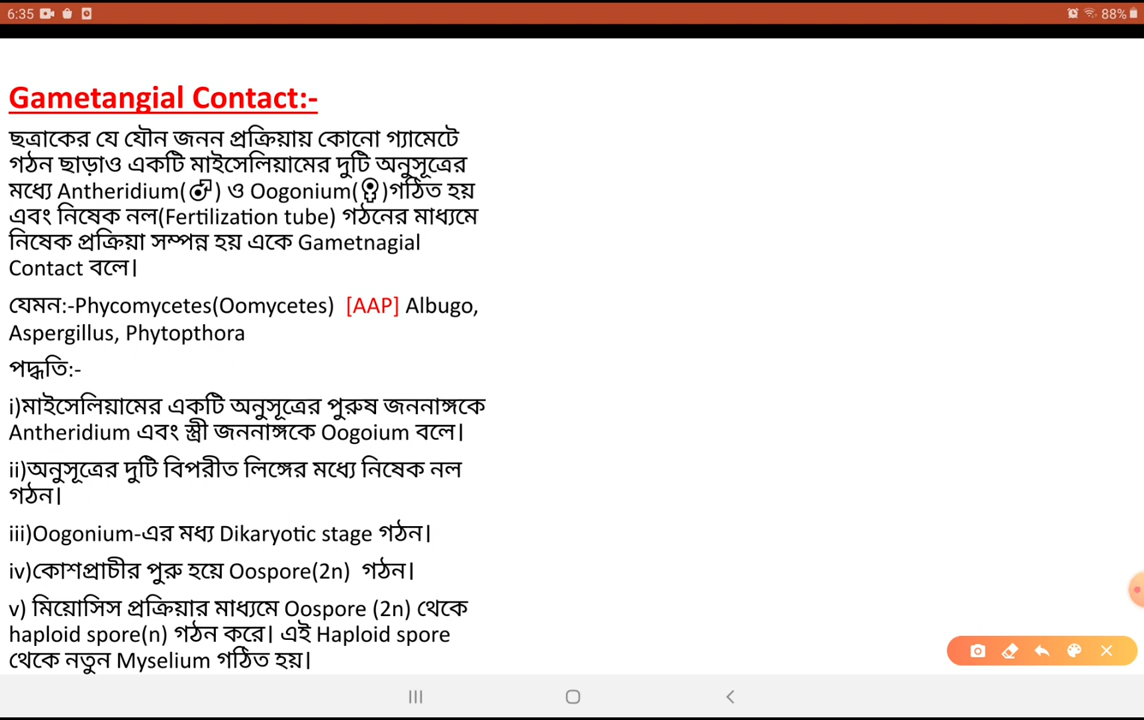 6:35
88%
Gametangial Contact:-
ছত্রাকের যে যৌন জনন প্রক্রিয়ায় কোনো গ্যামেটে
গঠন ছাড়াও একটি মাইসেলিয়ামের দুটি অনুসূত্রের
মধ্যে Antheridium(♂) ও Oogonium(♀)গঠিত হয়
এবং নিষেক নল(Fertilization tube) গঠনের মাধ্যমে
নিষেক প্রক্রিয়া সম্পন্ন হয় একে Gametnagial
Contact বলে।
যেমন:-Phycomycetes(Oomycetes) [AAP] Albugo,
Aspergillus, Phytopthora
পদ্ধতি:-
i)মাইসেলিয়ামের একটি অনুসূত্রের পুরুষ জননাঙ্গকে
Antheridium এবং স্ত্রী জননাঙ্গকে Oogoium বলে।
ii)অনুসূত্রের দুটি বিপরীত লিঙ্গের মধ্যে নিষেক নল
গঠন।
iii)Oogonium-এর মধ্য Dikaryotic stage গঠন।
iv)কোশপ্রাচীর পুরু হয়ে Oospore(2n) গঠন।
v) মিয়োসিস প্রক্রিয়ার মাধ্যমে Oospore (2n) থেকে
haploid spore(n) গঠন করে। এই Haploid spore
থেকে নতুন Myselium গঠিত হয়।